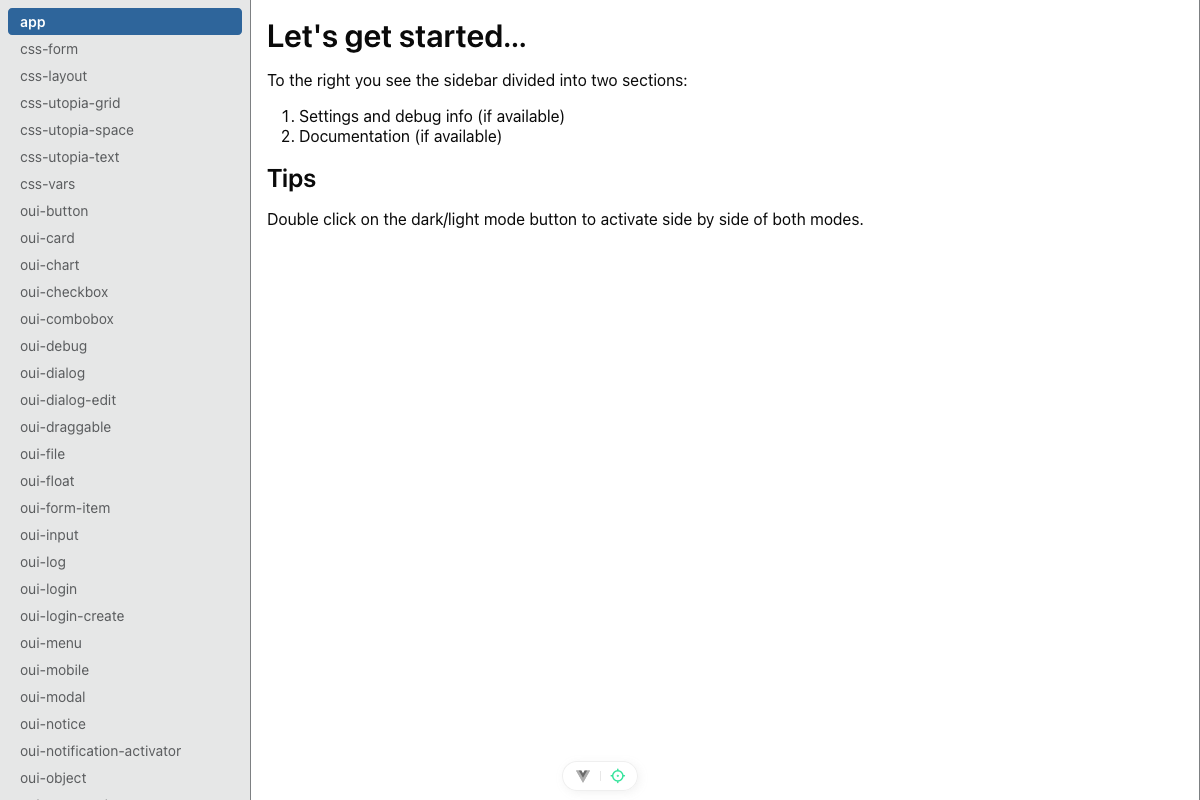 app
css-form
css-layout
css-utopia-grid
css-utopia-space
css-utopia-text
css-vars
oui-button
oui-card
oui-chart
oui-checkbox
oui-combobox
oui-debug
oui-dialog
oui-dialog-edit
oui-draggable
oui-file
oui-float
oui-form-item
oui-input
oui-log
oui-login
oui-login-create
oui-menu
oui-mobile
oui-modal
oui-notice
oui-notification-activator
oui-object
Let's get started...
To the right you see the sidebar divided into two sections:
1. Settings and debug info (if available)
2. Documentation (if available)
Tips
Double click on the dark/light mode button to activate side by side of both modes.